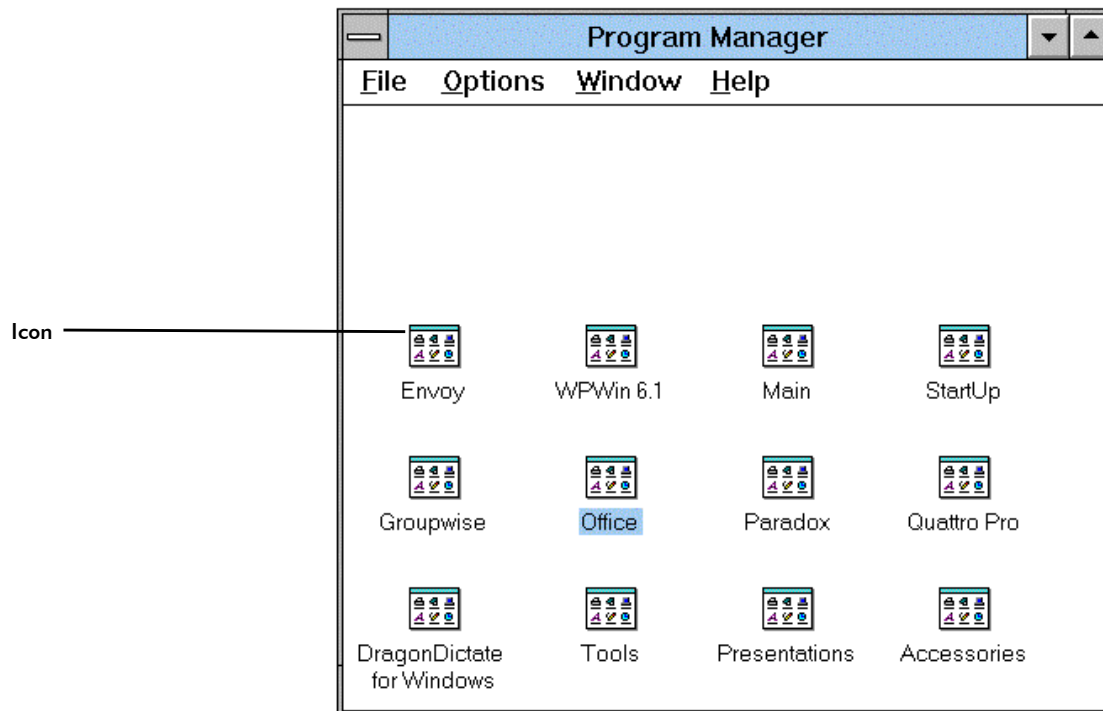 Program Manager
File Options Window Help
Icon
Envoy WPWin 6.1 Main StartUp
Groupwise Office Paradox Quattro Pro
DragonDictate for Windows Tools Presentations Accessories